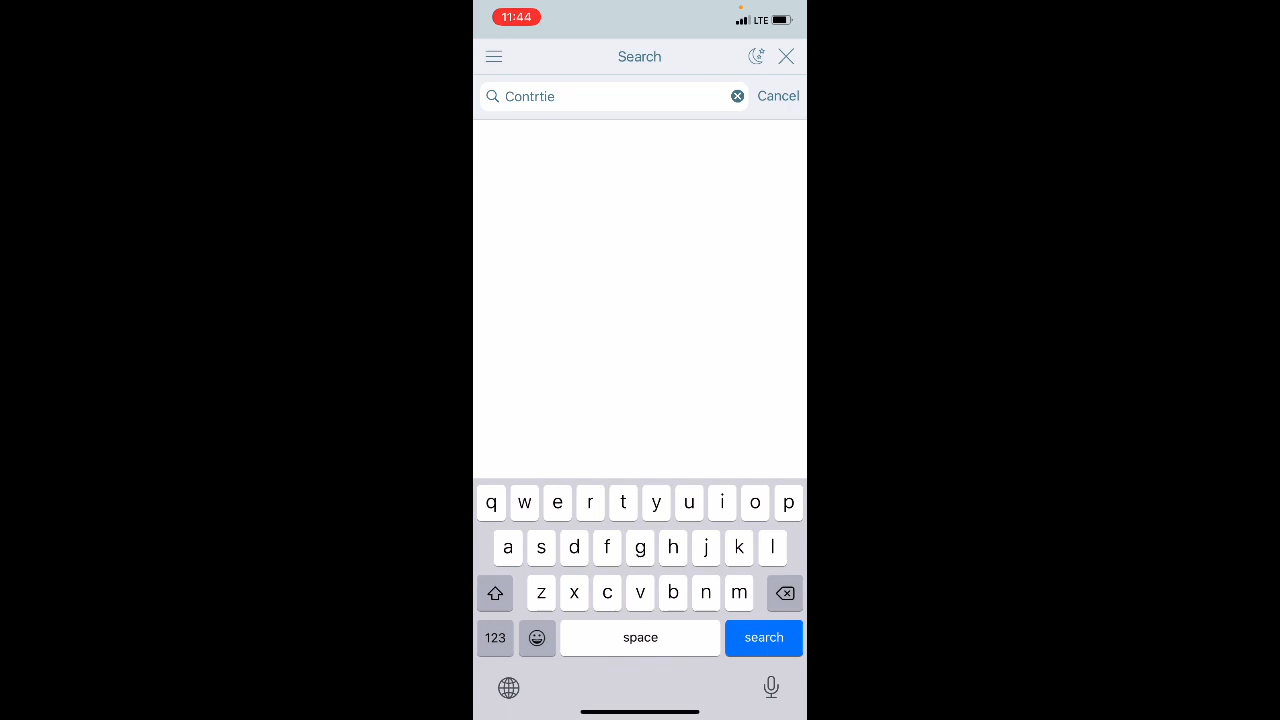 11:44
LTE
Search
Contrtie
Cancel
q w e r t y u i o p
a s d f g h j k l
z x c v b n m
123 space search